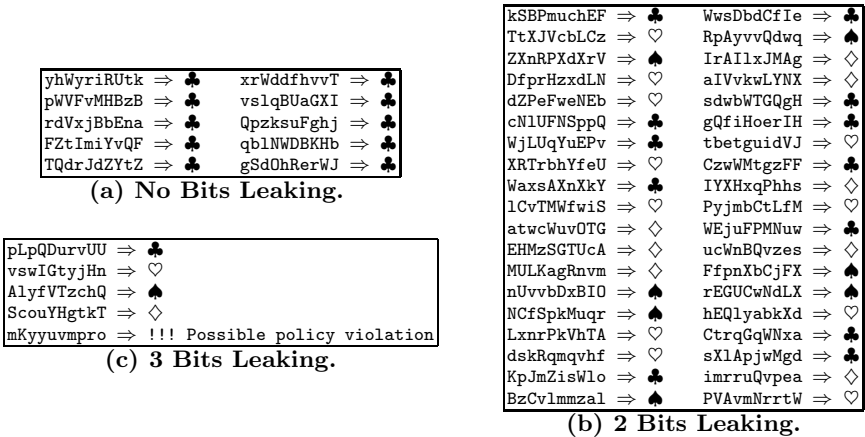 yhWyriRUtk ⇒ ♣ xrWddfhvvT ⇒ ♣
pWVFvMHBzB ⇒ ♣ vslqBUaGXI ⇒ ♣
rdVxjBbEna ⇒ ♣ QpzksuFghj ⇒ ♣
FZtImiYvQF ⇒ ♣ qblNWDBKHb ⇒ ♣
TQdrJdZYtZ ⇒ ♣ gSdOhRerWJ ⇒ ♣
(a) No Bits Leaking.
pLpQDurvUU ⇒ ♣
vswIGtyjHn ⇒ ♡
AlyfVTzchQ ⇒ ♠
ScouYHgtkT ⇒ ♢
mKyyuvmpro ⇒ !!! Possible policy violation
(c) 3 Bits Leaking.
kSBPmuchEF ⇒ ♣ WwsDbdCfIe ⇒ ♣
TtXJVcbLCz ⇒ ♡ RpAyvvQdwq ⇒ ♠
ZXnRPXdXrV ⇒ ♠ IrAIlxJMAg ⇒ ♢
DfprHzxdLN ⇒ ♡ aIVvkwLYNX ⇒ ♢
dZPeFweNEb ⇒ ♡ sdwbWTGQgH ⇒ ♣
cNlUFNSppQ ⇒ ♣ gQfiHoerIH ⇒ ♣
WjLUqYuEPv ⇒ ♣ tbetguidVJ ⇒ ♡
XRTrbhYfeU ⇒ ♡ CzwWMtgzFF ⇒ ♣
WaxsAXnXkY ⇒ ♣ IYXHxqPhhs ⇒ ♢
lCvTMWfwiS ⇒ ♡ PyjmbCtLfM ⇒ ♡
atwcWuvOTG ⇒ ♢ WEjuFPMNuw ⇒ ♣
EHMzSGTUcA ⇒ ♢ ucWnBQvzes ⇒ ♢
MULKagRnvm ⇒ ♢ FfpnXbCjFX ⇒ ♠
nUvvbDxBIO ⇒ ♠ rEGUCwNdLX ⇒ ♠
NCfSpkMuqr ⇒ ♠ hEQlyabkXd ⇒ ♡
LxnrPkVhTA ⇒ ♡ CtrqGqWNxa ⇒ ♣
dskRqmqvhf ⇒ ♡ sXlApjwMgd ⇒ ♣
KpJmZisWlo ⇒ ♣ imrruQvpea ⇒ ♢
BzCvlmmzal ⇒ ♠ PVAvmNrrtW ⇒ ♡
(b) 2 Bits Leaking.